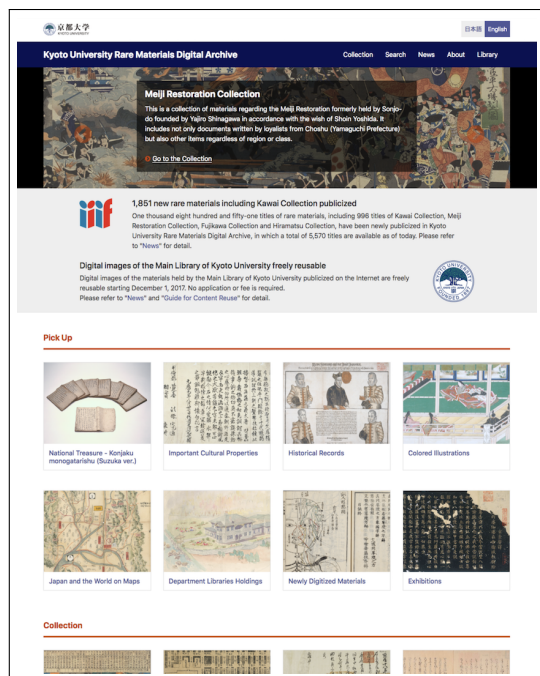 京都大学
KYOTO UNIVERSITY
日本語 English
Kyoto University Rare Materials Digital Archive
Collection Search News About Library
Meiji Restoration Collection
This is a collection of materials regarding the Meiji Restoration formerly held by Sonjo-
do founded by Yajiro Shinagawa in accordance with the wish of Shoin Yoshida. It
includes not only documents written by loyalists from Choshu (Yamaguchi Prefecture)
but also other items regardless of region or class.
Go to the Collection
iiif
1,851 new rare materials including Kawai Collection publicized
One thousand eight hundred and fifty-one titles of rare materials, including 996 titles of Kawai Collection, Meiji
Restoration Collection, Fujikawa Collection and Hiramatsu Collection, have been newly publicized in Kyoto
University Rare Materials Digital Archive, in which a total of 5,570 titles are available as of today. Please refer
to "News" for detail.
Digital images of the Main Library of Kyoto University freely reusable
Digital images of the materials held by the Main Library of Kyoto University publicized on the Internet are freely
reusable starting December 1, 2017. No application or fee is required.
Please refer to "News" and "Guide for Content Reuse" for detail.
KYOTO UNIVERSITY
FOUNDED 1897
Pick Up
National Treasure - Konjaku
monogatarishu (Suzuka ver.)
Important Cultural Properties
Historical Records
Colored Illustrations
Japan and the World on Maps
Department Libraries Holdings
Newly Digitized Materials
Exhibitions
Collection